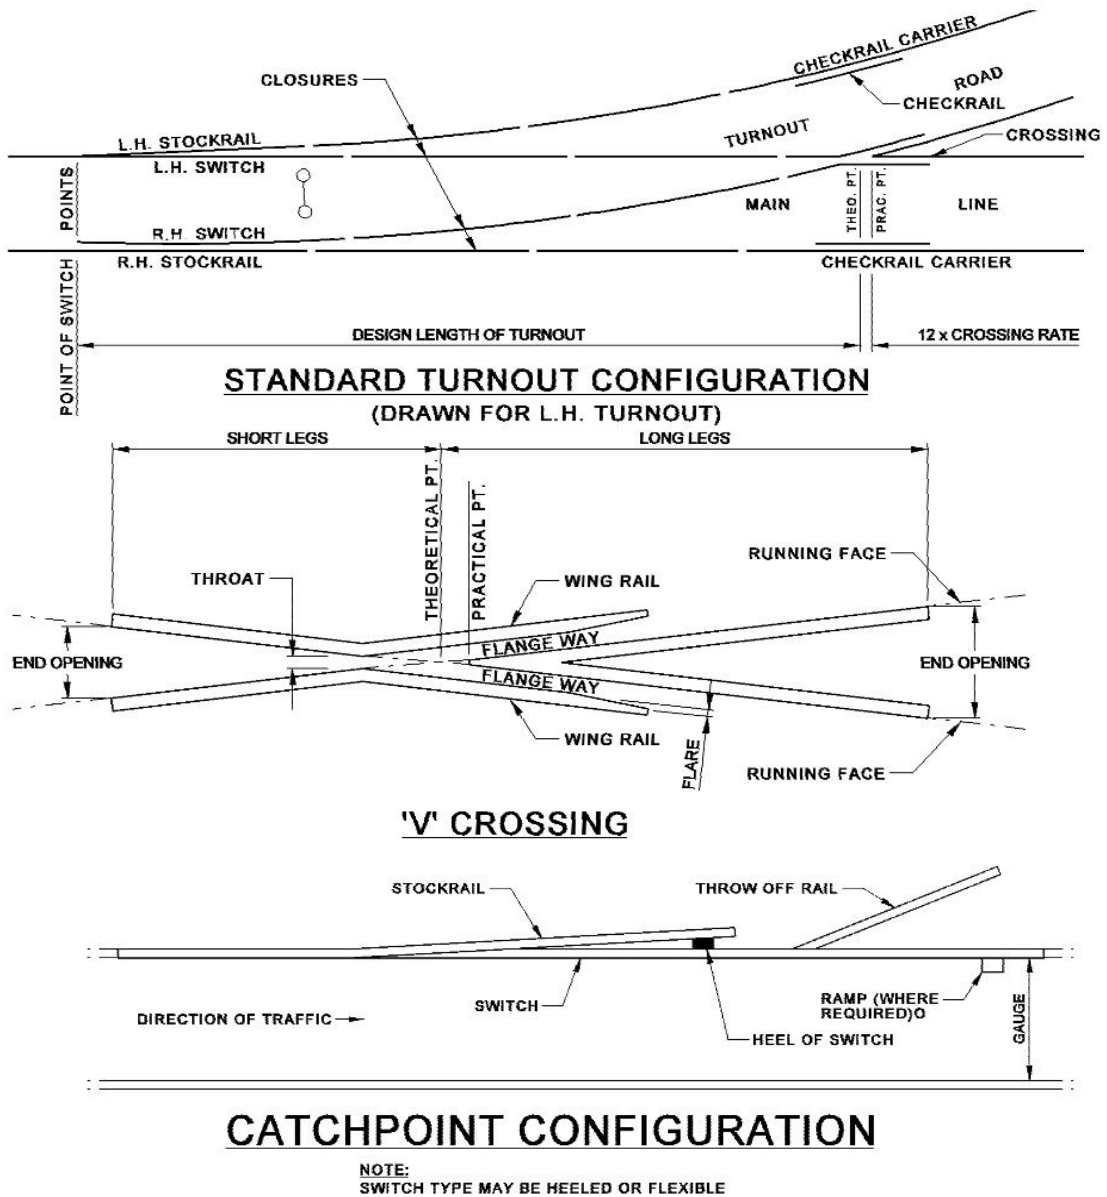 CHECKRAIL CARRIER
CLOSURES
ROAD
CHECKRAIL
L.H. STOCKRAIL
TURNOUT
CROSSING
L.H. SWITCH
POINTS
THEO. PT.
PRAC. PT.
MAIN
LINE
R.H. SWITCH
R.H. STOCKRAIL
CHECKRAIL CARRIER
POINT OF SWITCH
DESIGN LENGTH OF TURNOUT
12 x CROSSING RATE
STANDARD TURNOUT CONFIGURATION
(DRAWN FOR L.H. TURNOUT)
SHORT LEGS
LONG LEGS
THEORETICAL PT.
PRACTICAL PT.
RUNNING FACE
THROAT
WING RAIL
FLANGE WAY
END OPENING
END OPENING
FLANGE WAY
WING RAIL
FLARE
RUNNING FACE
'V' CROSSING
STOCKRAIL
THROW OFF RAIL
SWITCH
RAMP (WHERE
REQUIRED)O
GAUGE
DIRECTION OF TRAFFIC
HEEL OF SWITCH
CATCHPOINT CONFIGURATION
NOTE:
SWITCH TYPE MAY BE HEELED OR FLEXIBLE